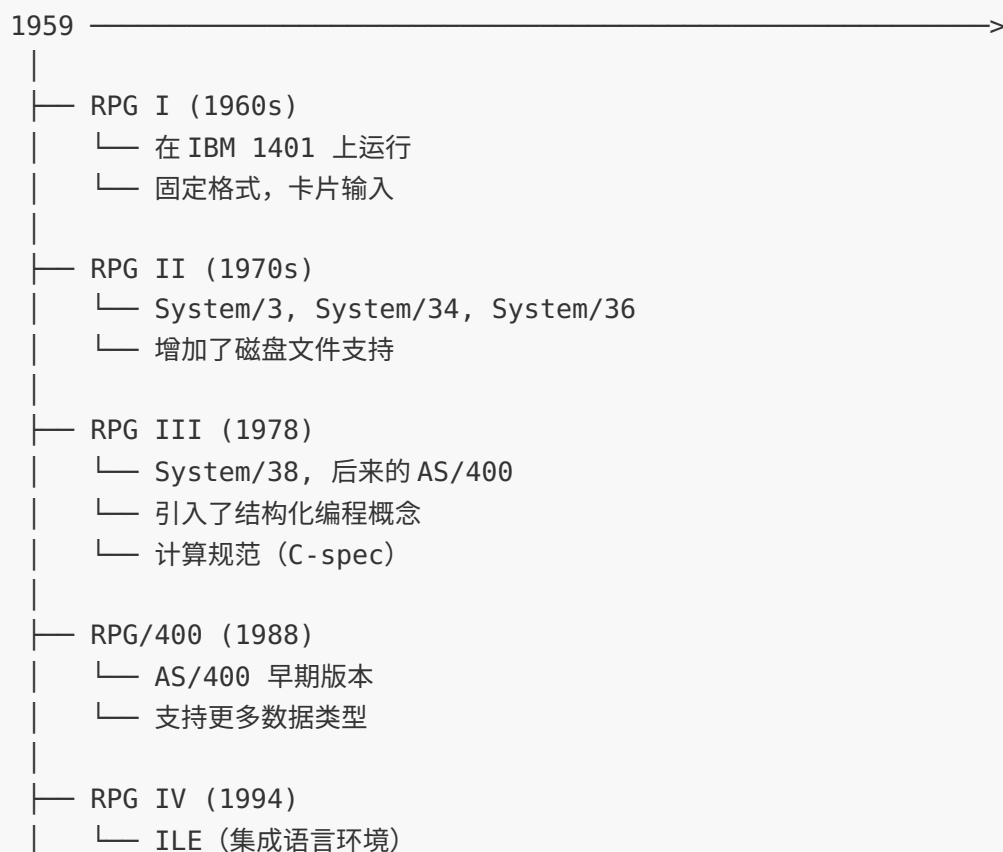 1959 ────────────────────────────────────────────────────────>
│
├── RPG I (1960s)
│   └── 在 IBM 1401 上运行
│   └── 固定格式，卡片输入
│
├── RPG II (1970s)
│   └── System/3, System/34, System/36
│   └── 增加了磁盘文件支持
│
├── RPG III (1978)
│   └── System/38, 后来的 AS/400
│   └── 引入了结构化编程概念
│   └── 计算规范（C-spec）
│
├── RPG/400 (1988)
│   └── AS/400 早期版本
│   └── 支持更多数据类型
│
├── RPG IV (1994)
│   └── ILE（集成语言环境）